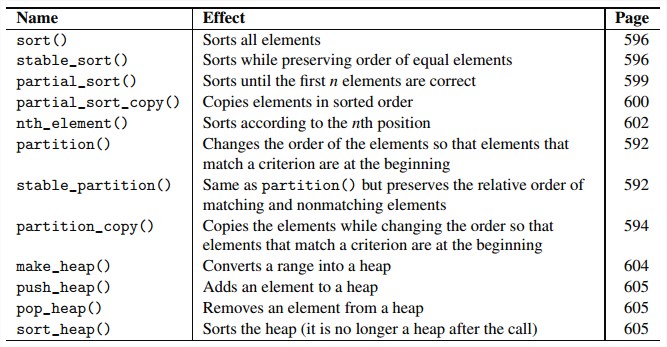 Name Effect Page
sort() Sorts all elements 596
stable_sort() Sorts while preserving order of equal elements 596
partial_sort() Sorts until the first n elements are correct 599
partial_sort_copy() Copies elements in sorted order 600
nth_element() Sorts according to the nth position 602
partition() Changes the order of the elements so that elements that 592
match a criterion are at the beginning
stable_partition() Same as partition() but preserves the relative order of 592
matching and nonmatching elements
partition_copy() Copies the elements while changing the order so that 594
elements that match a criterion are at the beginning
make_heap() Converts a range into a heap 604
push_heap() Adds an element to a heap 605
pop_heap() Removes an element from a heap 605
sort_heap() Sorts the heap (it is no longer a heap after the call) 605